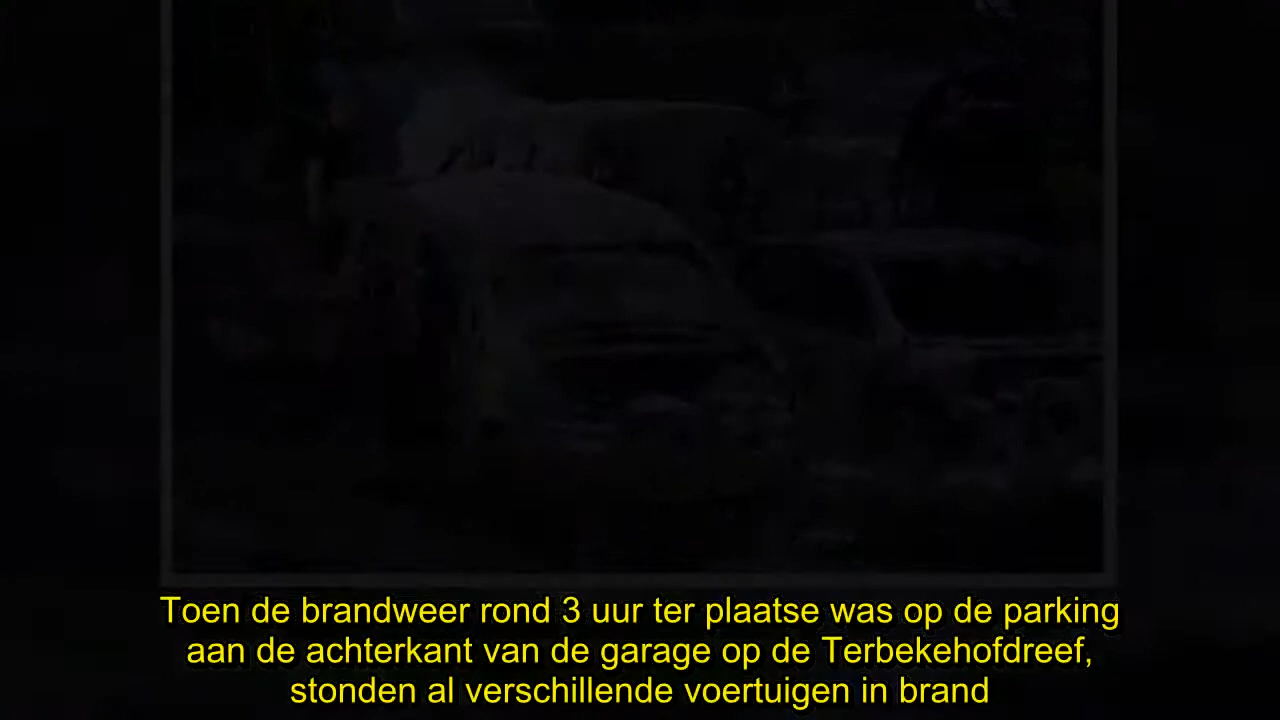 Toen de brandweer rond 3 uur ter plaatse was op de parking
aan de achterkant van de garage op de Terbekehofdreef,
stonden al verschillende voertuigen in brand